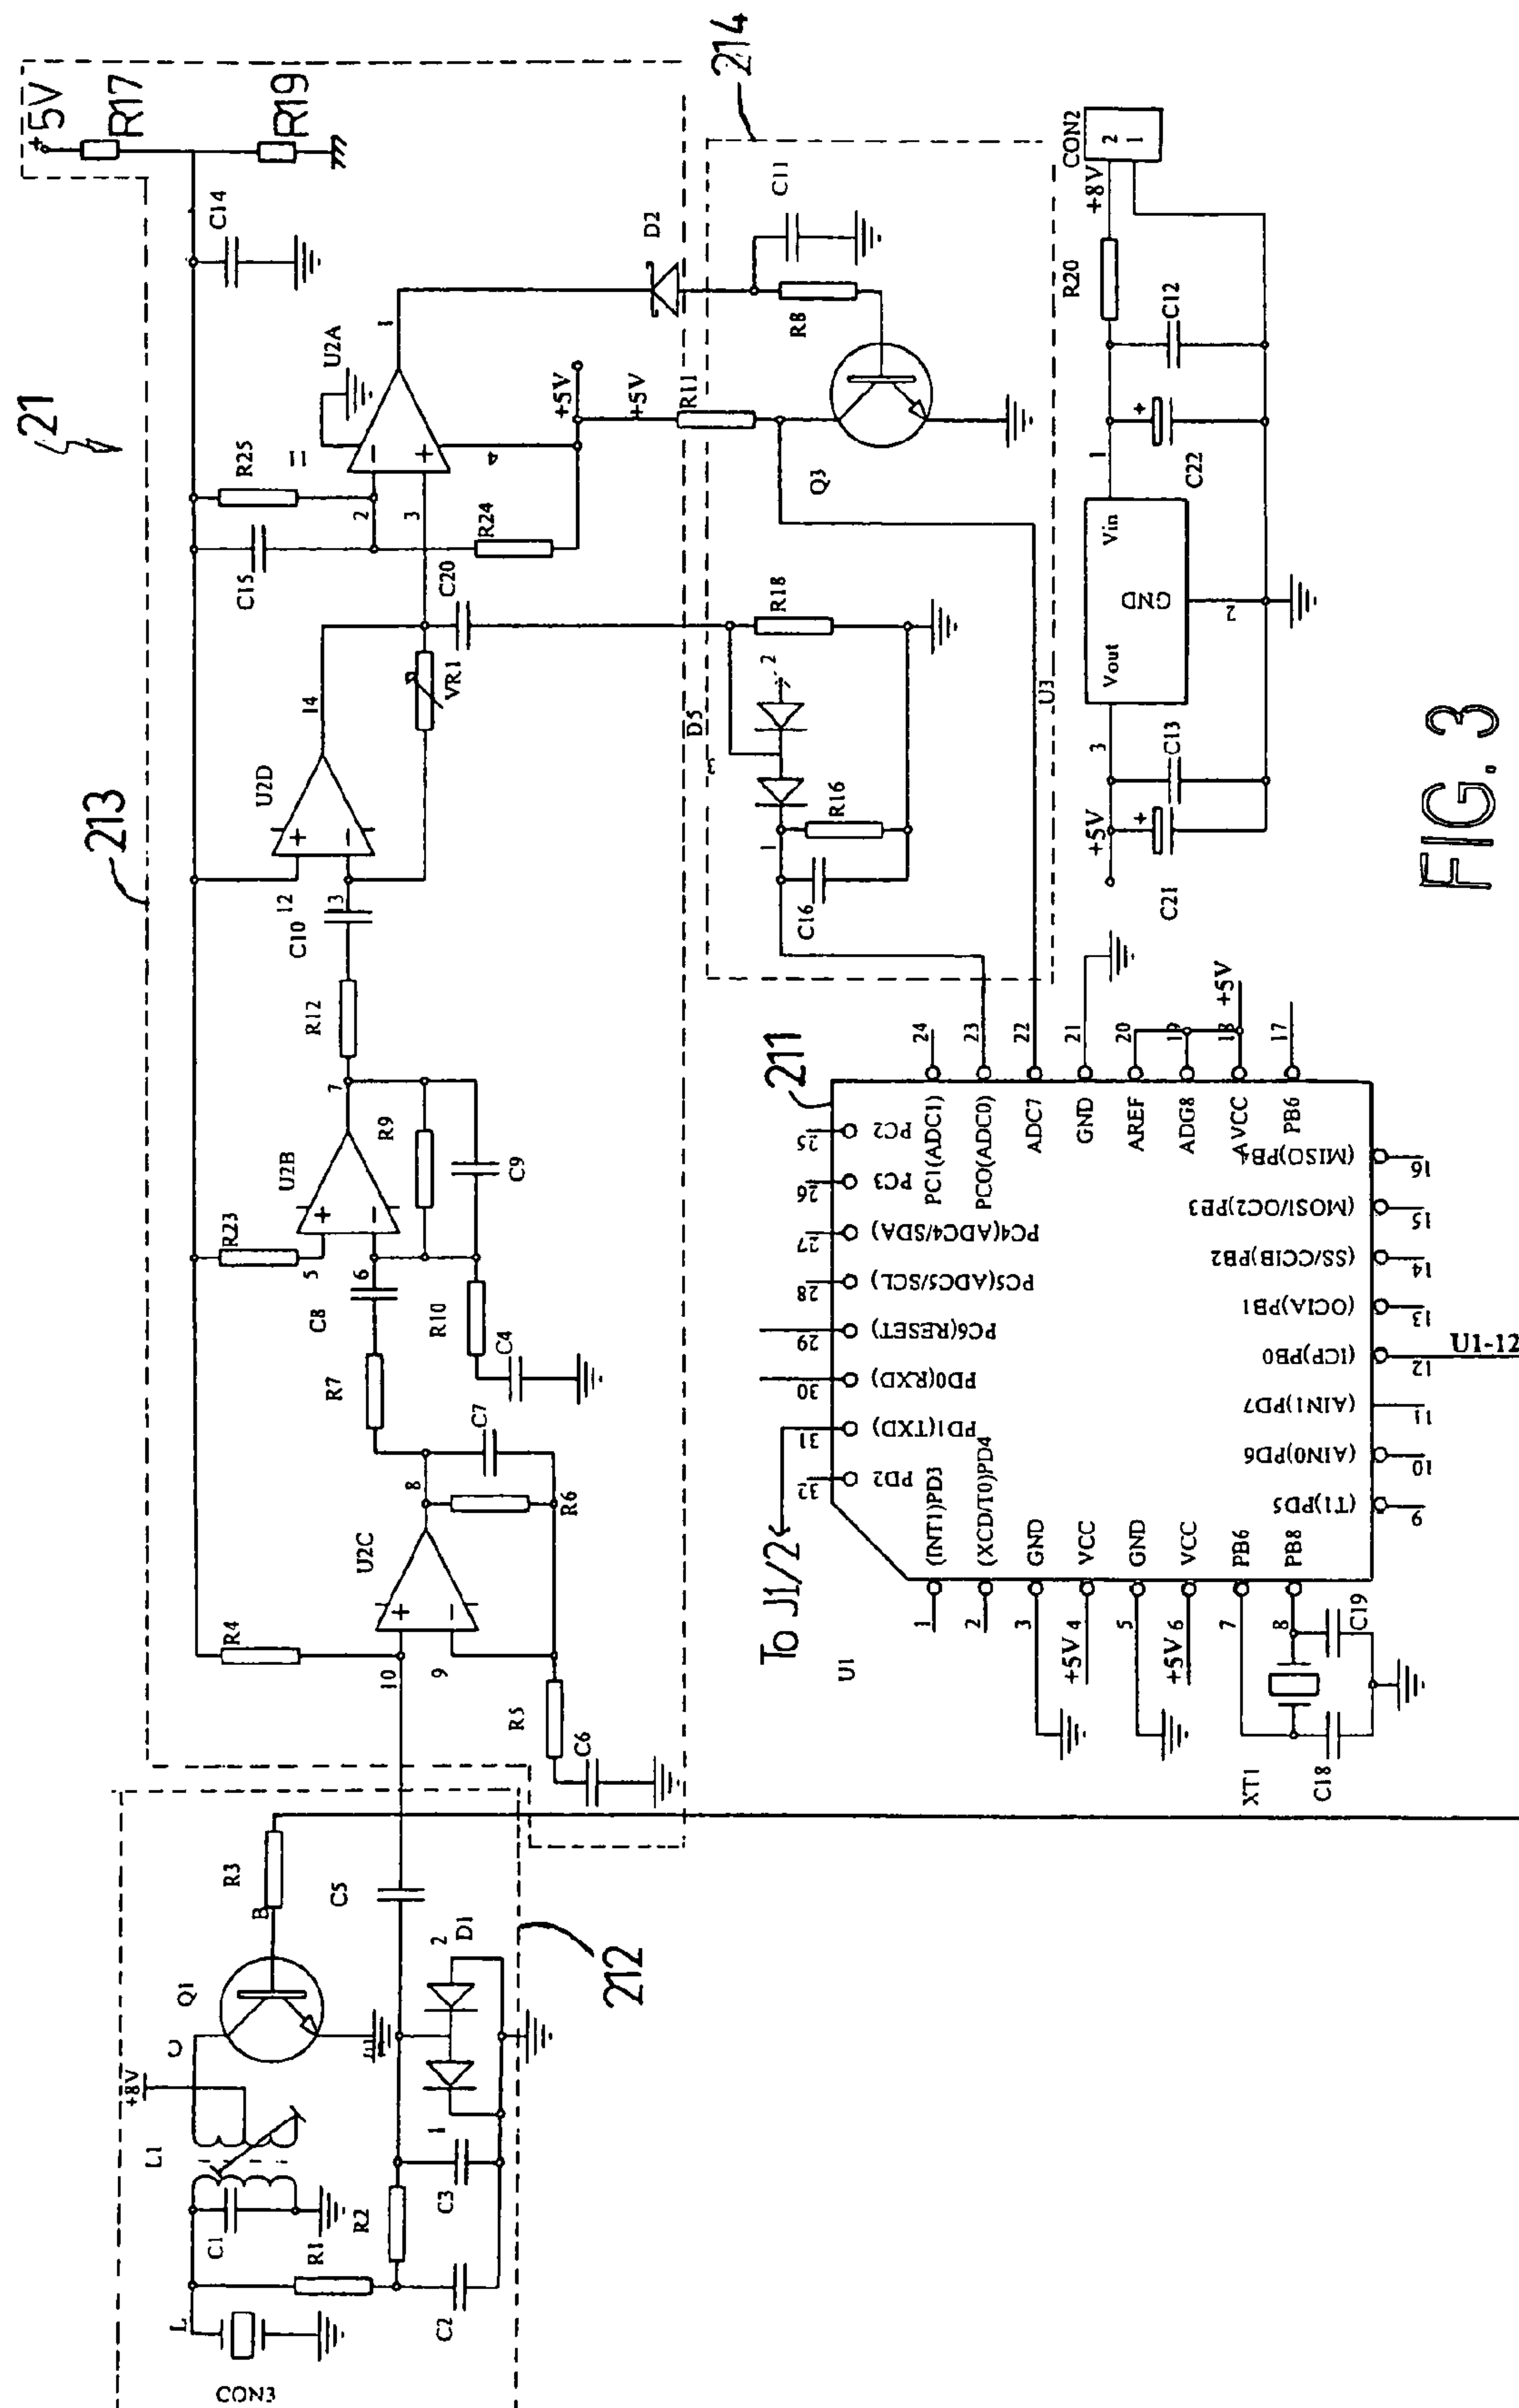 21
+5V
R17
R19
C14
214
213
R25
11
U2A
1
D2
C11
C15
2
3
4
R24
+5V
+5V
R11
R8
Q3
C20
VR1
U2D
14
12
13
C10
R12
D5
2
3
R18
R16
1
C16
U3
CON2
2
1
+8V
R20
C12
C22
1
Vin
GND
Vout
2
3
C13
+5V
C21
R23
U2B
5
6
7
R9
C9
C8
R10
C4
R7
C7
8
R6
U2C
R4
10
9
R5
C6
212
R3
B
Q1
C
E
+8V
L1
C5
2
D1
1
C3
C1
R2
R1
C2
L
CON3
211
To J1/2
U1
24
PC1(ADC1)
23
PC0(ADC0)
22
ADC7
21
GND
20
AREF
19
ADG8
18
AVCC
+5V
17
PB6
25
PC2
26
PC3
27
PC4(ADC4/SDA)
28
PC5(ADC5/SCL)
29
PC6(RESET)
30
PD0(RXD)
31
PD1(TXD)
32
PD2
16
(MISO)PB4
15
(MOSI/OC2)PB3
14
(SS/CCIB)PB2
13
(OCIA)PB1
12
(ICP)PB0
U1-12
11
(AIN1)PD7
10
(AIN0)PD6
9
(T1)PD5
1
(INT1)PD3
2
(XCD/T0)PD4
3
GND
+5V 4
VCC
5
GND
+5V 6
VCC
7
PB6
8
PB8
C19
XT1
C18
FIG. 3